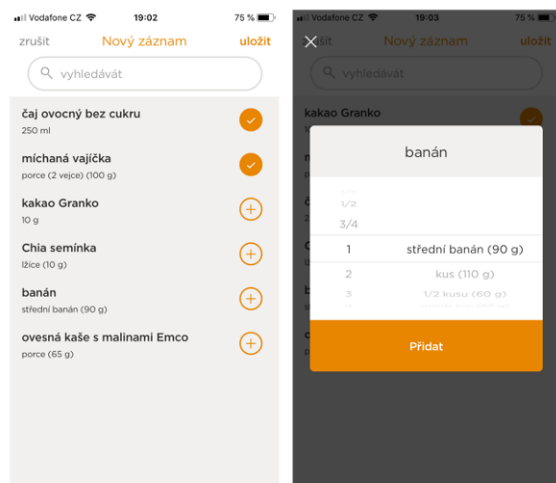 Vodafone CZ 19:02 75 %
zrušit Nový záznam uložit
vyhledávát
čaj ovocný bez cukru
250 ml
míchaná vajíčka
porce (2 vejce) (100 g)
kakao Granko
10 g
Chia semínka
lžíce (10 g)
banán
střední banán (90 g)
ovesná kaše s malinami Emco
porce (65 g)
Vodafone CZ 19:03 75 %
Nový záznam uložit
vyhledávát
kakao Granko
banán
1/2
3/4
1 střední banán (90 g)
2 kus (110 g)
3 1/2 kusu (60 g)
Přidat